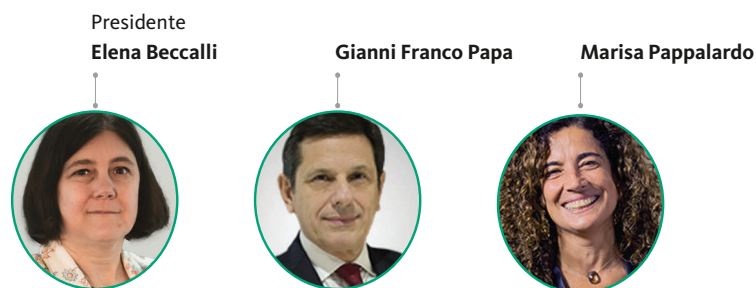 Presidente
Elena Beccalli
Gianni Franco Papa
Marisa Pappalardo